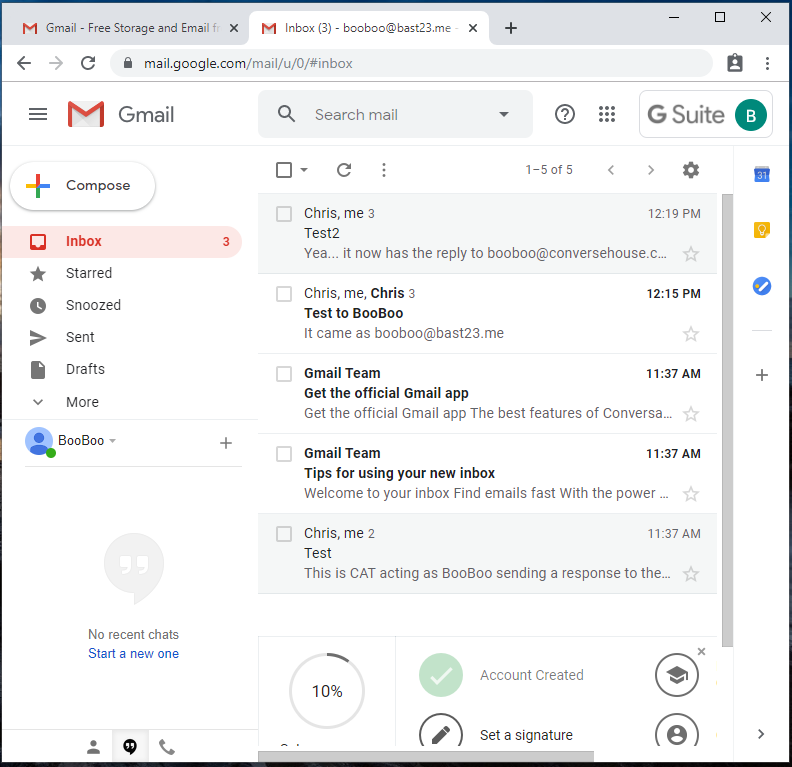 Gmail - Free Storage and Email fr
Inbox (3) - booboo@bast23.me -
mail.google.com/mail/u/0/#inbox
Gmail
Search mail
G Suite
B
Compose
1–5 of 5
31
Inbox 3
Starred
Snoozed
Sent
Drafts
More
BooBoo
No recent chats
Start a new one
Chris, me 3 12:19 PM
Test2
Yea... it now has the reply to booboo@conversehouse.c...
Chris, me, Chris 3 12:15 PM
Test to BooBoo
It came as booboo@bast23.me
Gmail Team 11:37 AM
Get the official Gmail app
Get the official Gmail app The best features of Conversa...
Gmail Team 11:37 AM
Tips for using your new inbox
Welcome to your inbox Find emails fast With the power ...
Chris, me 2 11:37 AM
Test
This is CAT acting as BooBoo sending a response to the...
10%
Account Created
Set a signature